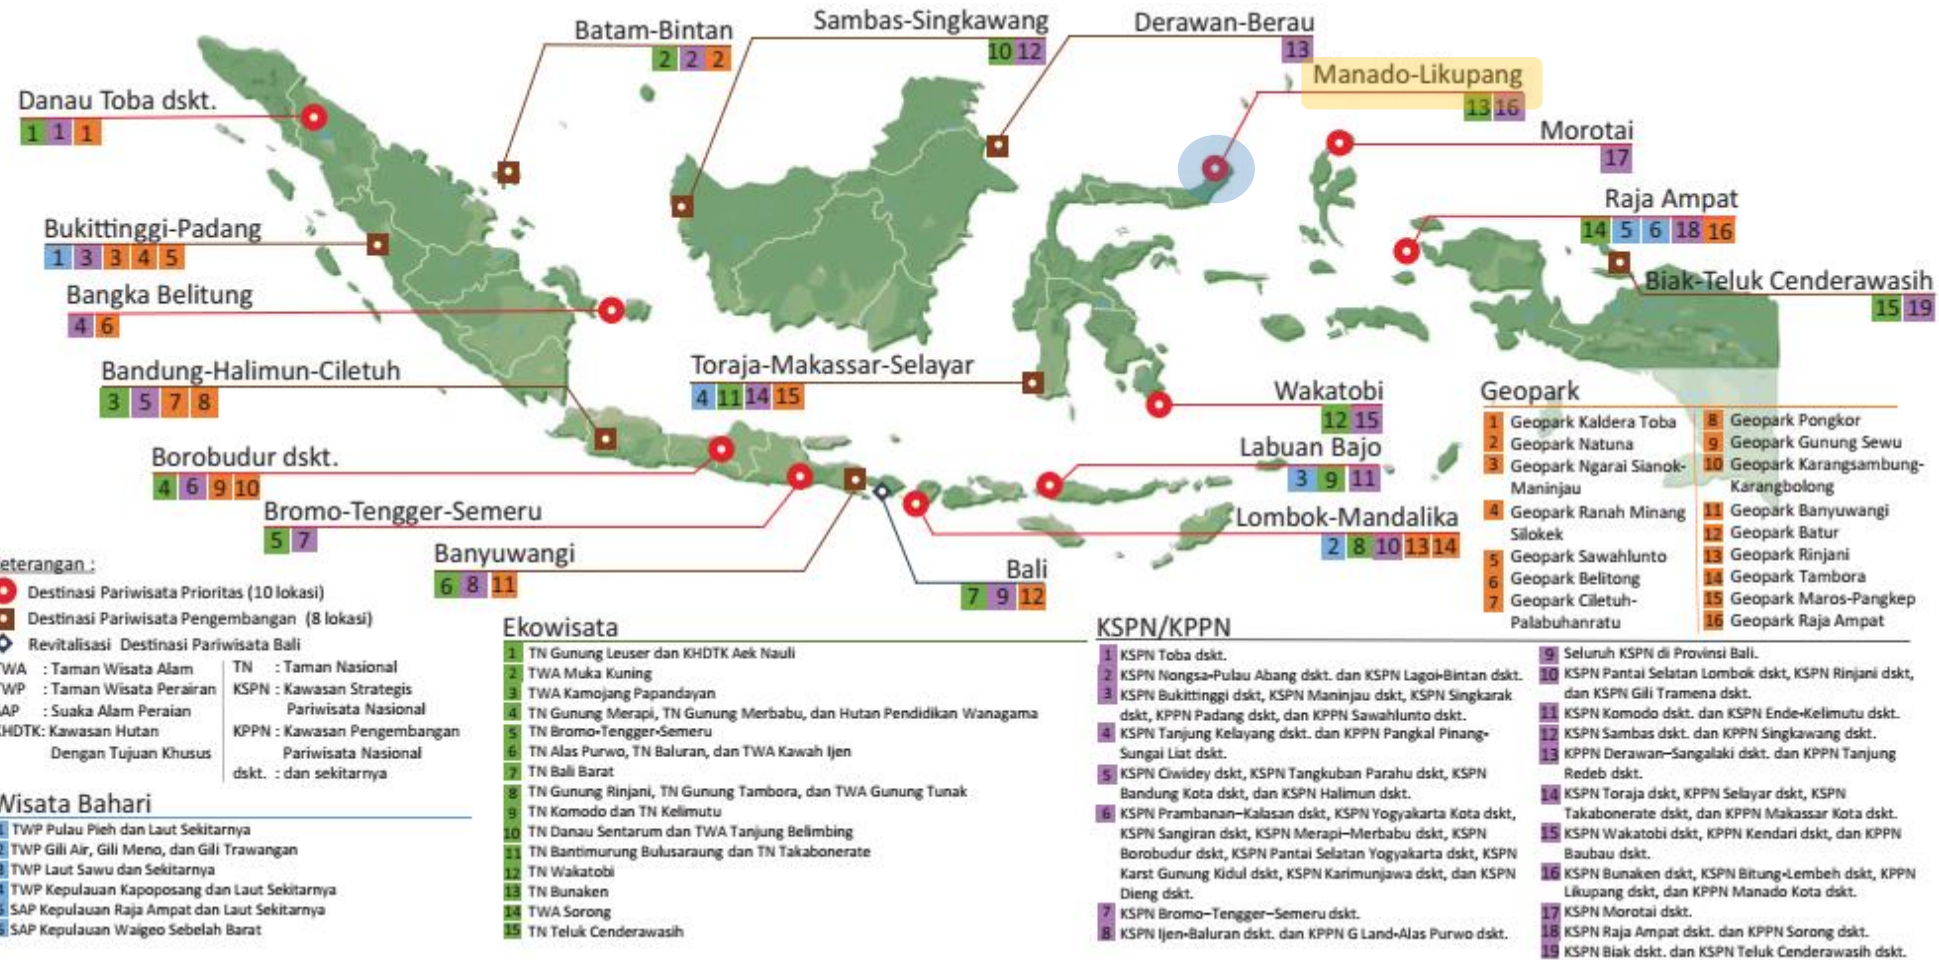 Batam-Bintan
2 2 2
Sambas-Singkawang
10 12
Derawan-Berau
13
Manado-Likupang
13 16
Danau Toba dskt.
1 1 1
Morotai
17
Raja Ampat
14 5 6 18 16
Bukittinggi-Padang
1 3 3 4 5
Biak-Teluk Cenderawasih
15 19
Bangka Belitung
4 6
Bandung-Halimun-Ciletuh
3 5 7 8
Toraja-Makassar-Selayar
4 11 14 15
Wakatobi
12 15
Borobudur dskt.
4 6 9 10
Labuan Bajo
3 9 11
Bromo-Tengger-Semeru
5 7
Lombok-Mandalika
2 8 10 13 14
Banyuwangi
6 8 11
Bali
7 9 12
Geopark
1 Geopark Kaldera Toba
2 Geopark Natuna
3 Geopark Ngarai Sianok-
Maninjau
4 Geopark Ranah Minang
Silokek
5 Geopark Sawahlunto
6 Geopark Belitong
7 Geopark Ciletuh-
Palabuhanratu
8 Geopark Pongkor
9 Geopark Gunung Sewu
10 Geopark Karangsambung-
Karangbolong
11 Geopark Banyuwangi
12 Geopark Batur
13 Geopark Rinjani
14 Geopark Tambora
15 Geopark Maros-Pangkep
16 Geopark Raja Ampat
eterangan :
Destinasi Pariwisata Prioritas (10 lokasi)
Destinasi Pariwisata Pengembangan (8 lokasi)
Revitalisasi Destinasi Pariwisata Bali
TWA : Taman Wisata Alam
TWP : Taman Wisata Perairan
AP : Suaka Alam Peraian
KHDTK: Kawasan Hutan
Dengan Tujuan Khusus
TN : Taman Nasional
KSPN : Kawasan Strategis
Pariwisata Nasional
KPPN : Kawasan Pengembangan
Pariwisata Nasional
dskt. : dan sekitarnya
Wisata Bahari
1 TWP Pulau Pieh dan Laut Sekitarnya
2 TWP Gili Air, Gili Meno, dan Gili Trawangan
3 TWP Laut Sawu dan Sekitarnya
4 TWP Kepulauan Kapoposang dan Laut Sekitarnya
5 SAP Kepulauan Raja Ampat dan Laut Sekitarnya
6 SAP Kepulauan Waigeo Sebelah Barat
Ekowisata
1 TN Gunung Leuser dan KHDTK Aek Nauli
2 TWA Muka Kuning
3 TWA Kamojang Papandayan
4 TN Gunung Merapi, TN Gunung Merbabu, dan Hutan Pendidikan Wanagama
5 TN Bromo-Tengger-Semeru
6 TN Alas Purwo, TN Baluran, dan TWA Kawah Ijen
7 TN Bali Barat
8 TN Gunung Rinjani, TN Gunung Tambora, dan TWA Gunung Tunak
9 TN Komodo dan TN Kelimutu
10 TN Danau Sentarum dan TWA Tanjung Belimbing
11 TN Bantimurung Bulusaraung dan TN Takabonerate
12 TN Wakatobi
13 TN Bunaken
14 TWA Sorong
15 TN Teluk Cenderawasih
KSPN/KPPN
1 KSPN Toba dskt.
2 KSPN Nongsa-Pulau Abang dskt. dan KSPN Lagoi-Bintan dskt.
3 KSPN Bukittinggi dskt, KSPN Maninjau dskt, KSPN Singkarak
dskt, KPPN Padang dskt, dan KPPN Sawahlunto dskt.
4 KSPN Tanjung Kelayang dskt. dan KPPN Pangkal Pinang-
Sungai Liat dskt.
5 KSPN Ciwidey dskt, KSPN Tangkuban Parahu dskt, KSPN
Bandung Kota dskt, dan KSPN Halimun dskt.
6 KSPN Prambanan–Kalasan dskt, KSPN Yogyakarta Kota dskt,
KSPN Sangiran dskt, KSPN Merapi–Merbabu dskt, KSPN
Borobudur dskt, KSPN Pantai Selatan Yogyakarta dskt, KSPN
Karst Gunung Kidul dskt, KSPN Karimunjawa dskt, dan KSPN
Dieng dskt.
7 KSPN Bromo–Tengger–Semeru dskt.
8 KSPN Ijen-Baluran dskt. dan KPPN G Land-Alas Purwo dskt.
9 Seluruh KSPN di Provinsi Bali.
10 KSPN Pantai Selatan Lombok dskt, KSPN Rinjani dskt,
dan KSPN Gili Tramena dskt.
11 KSPN Komodo dskt. dan KSPN Ende-Kelimutu dskt.
12 KSPN Sambas dskt. dan KPPN Singkawang dskt.
13 KPPN Derawan–Sangalaki dskt. dan KPPN Tanjung
Redeb dskt.
14 KSPN Toraja dskt, KPPN Selayar dskt, KSPN
Takabonerate dskt, dan KPPN Makassar Kota dskt.
15 KSPN Wakatobi dskt, KPPN Kendari dskt, dan KPPN
Baubau dskt.
16 KSPN Bunaken dskt, KSPN Bitung-Lembeh dskt, KPPN
Likupang dskt, dan KPPN Manado Kota dskt.
17 KSPN Morotai dskt.
18 KSPN Raja Ampat dskt. dan KPPN Sorong dskt.
19 KSPN Biak dskt. dan KSPN Teluk Cenderawasih dskt.